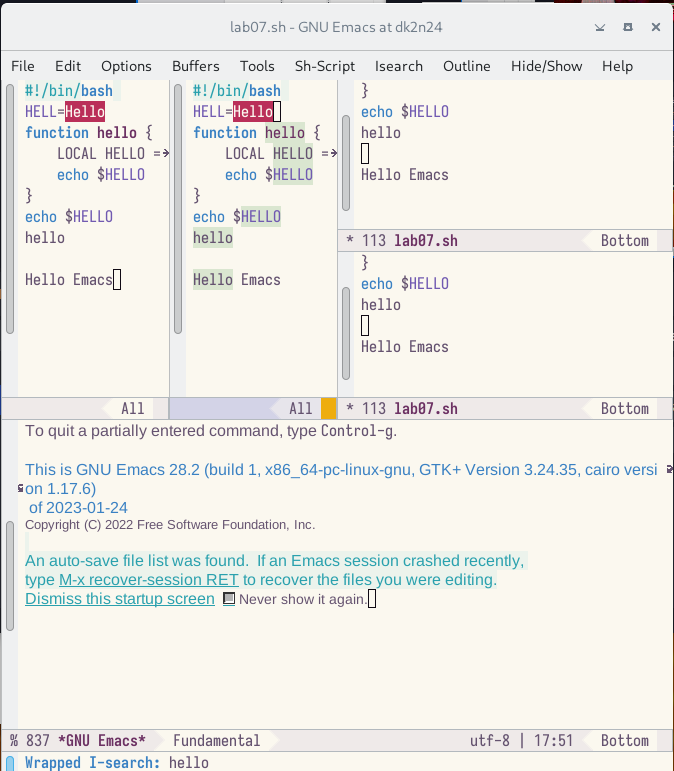 lab07.sh - GNU Emacs at dk2n24
File Edit Options Buffers Tools Sh-Script Isearch Outline Hide/Show Help
#!/bin/bash
HELL=Hello
function hello {
LOCAL HELLO =
echo $HELLO
}
echo $HELLO
hello
Hello Emacs
All
#!/bin/bash
HELL=Hello
function hello {
LOCAL HELLO =
echo $HELLO
}
echo $HELLO
hello
Hello Emacs
All
}
echo $HELLO
hello
Hello Emacs
* 113 lab07.sh Bottom
}
echo $HELLO
hello
Hello Emacs
* 113 lab07.sh Bottom
To quit a partially entered command, type Control-g.
This is GNU Emacs 28.2 (build 1, x86_64-pc-linux-gnu, GTK+ Version 3.24.35, cairo versi
on 1.17.6)
of 2023-01-24
Copyright (C) 2022 Free Software Foundation, Inc.
An auto-save file list was found. If an Emacs session crashed recently,
type M-x recover-session RET to recover the files you were editing.
Dismiss this startup screen Never show it again.
% 837 *GNU Emacs* Fundamental utf-8 | 17:51 Bottom
Wrapped I-search: hello